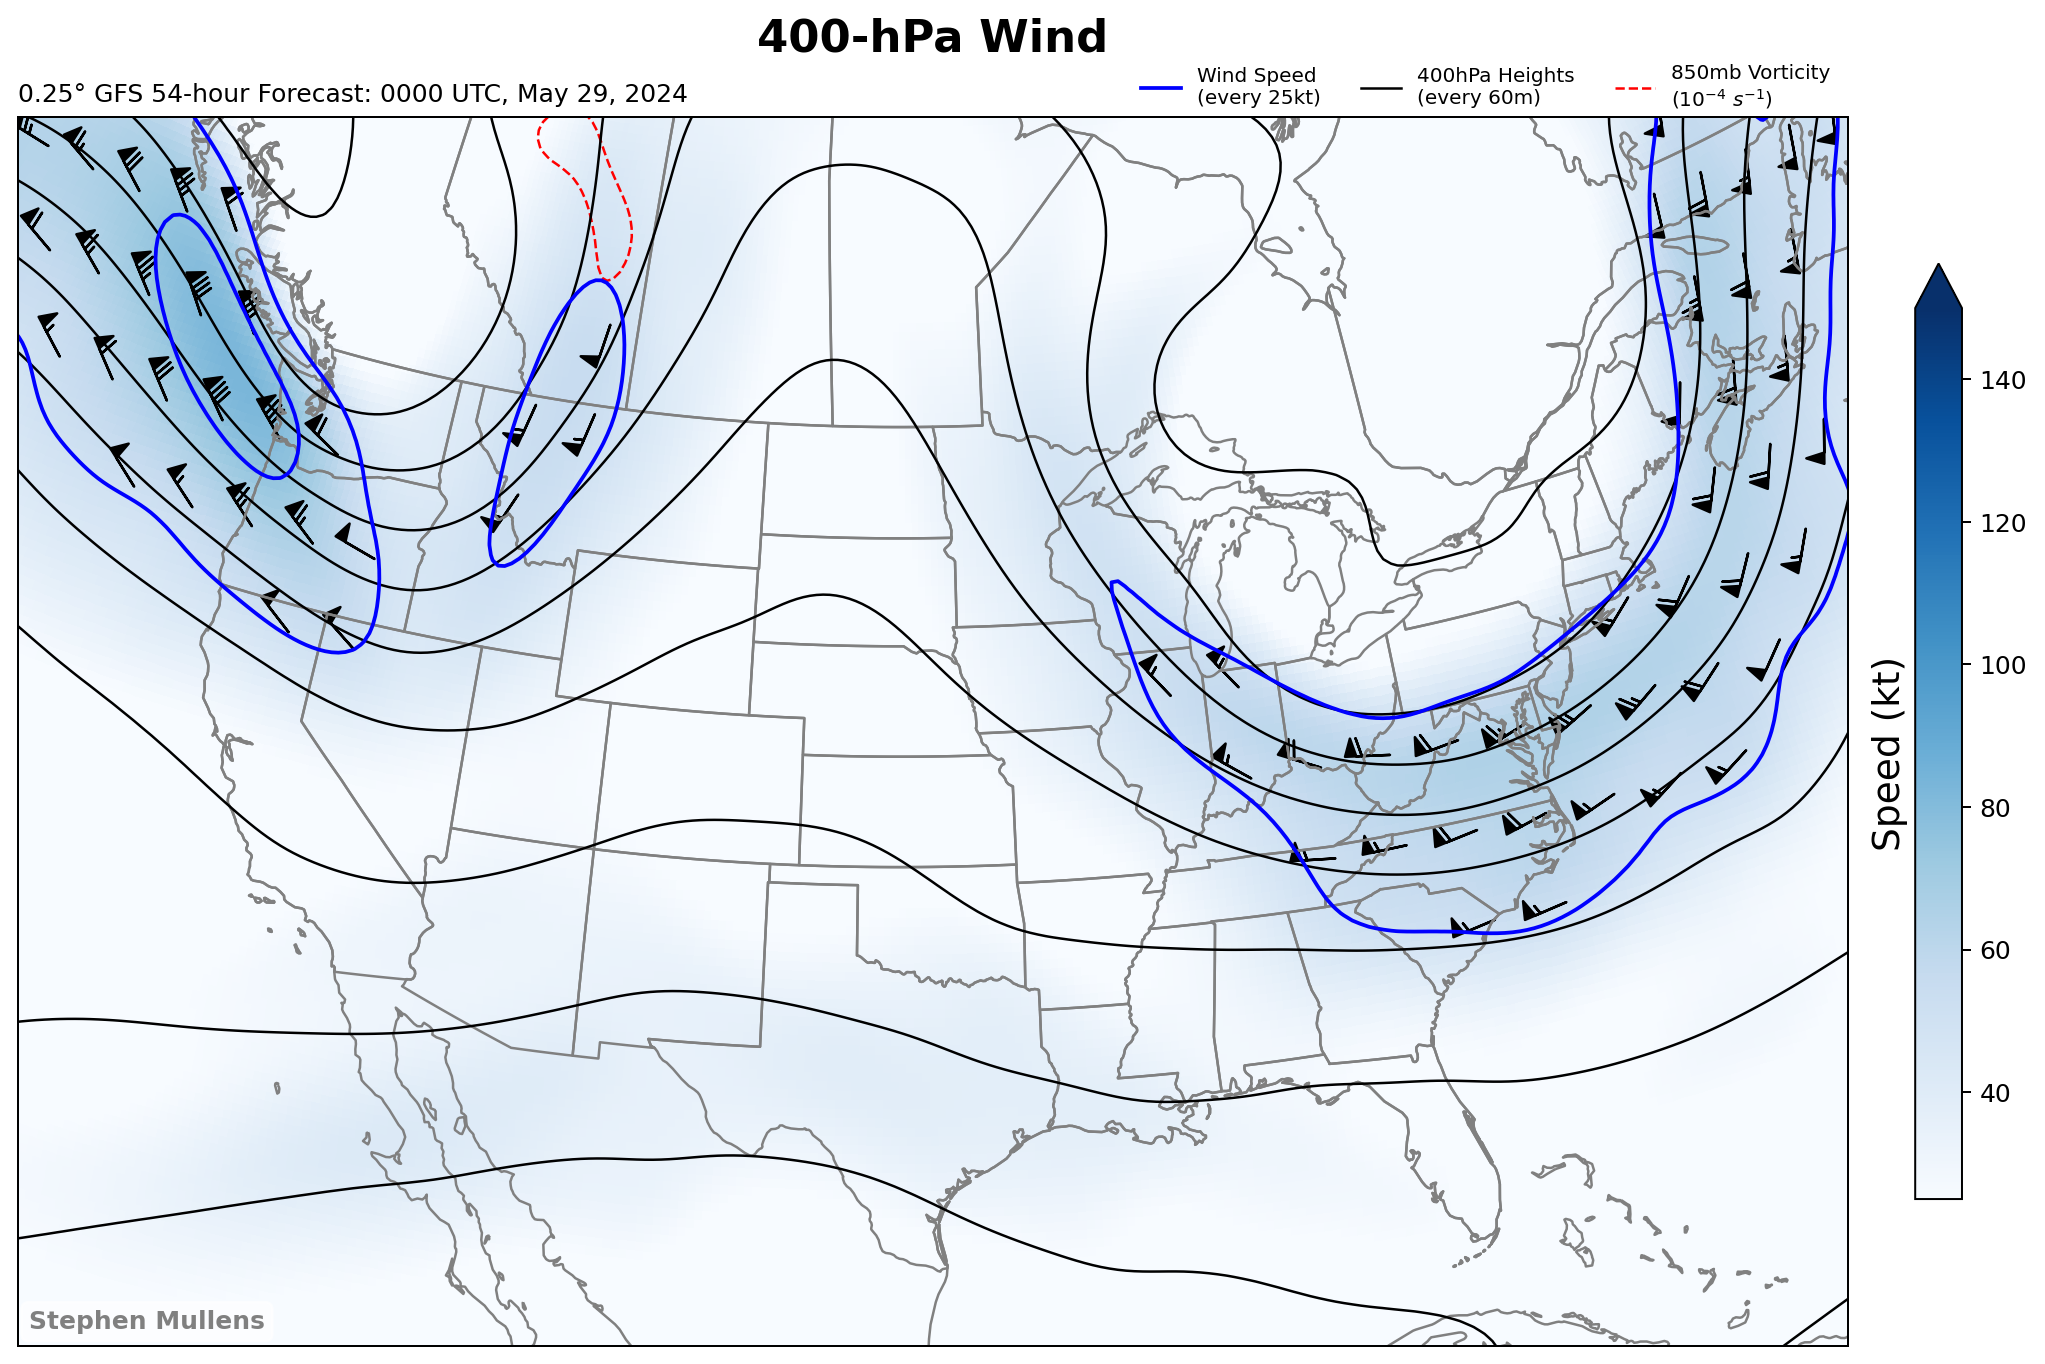 400-hPa Wind
0.25° GFS 54-hour Forecast: 0000 UTC, May 29, 2024
Wind Speed
(every 25kt)
400hPa Heights
(every 60m)
850mb Vorticity
(10⁻⁴ s⁻¹)
140
120
100
80
60
40
Speed (kt)
Stephen Mullens